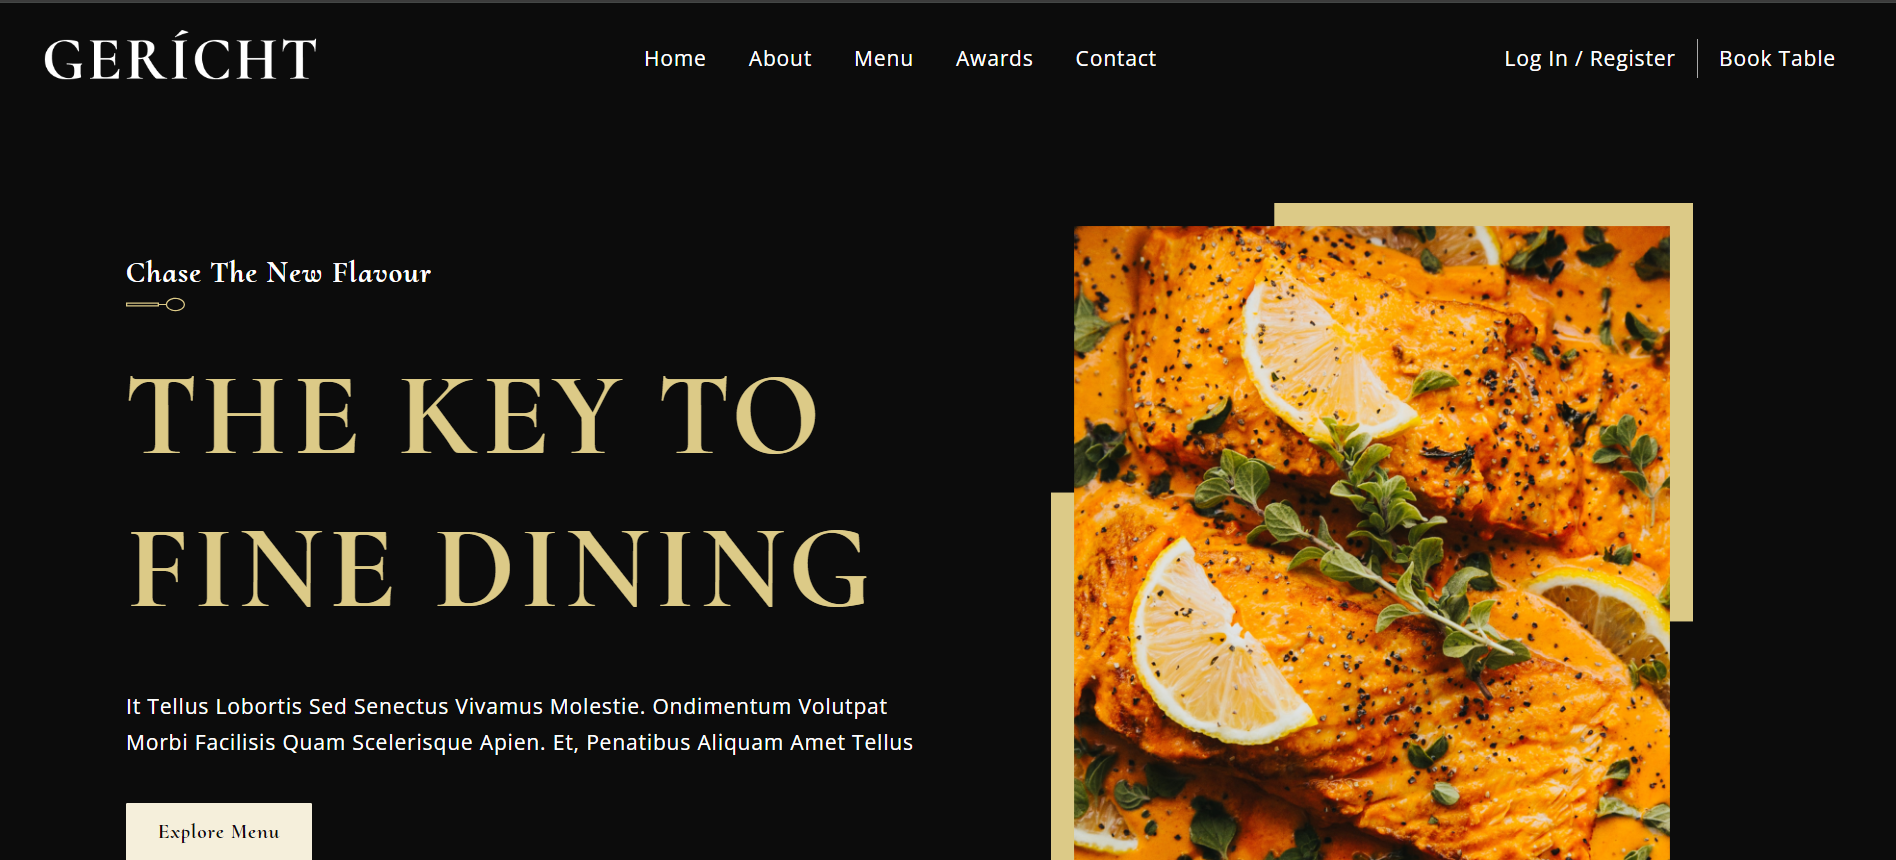 GERÍCHT
Home About Menu Awards Contact
Log In / Register Book Table
Chase The New Flavour
THE KEY TO
FINE DINING
It Tellus Lobortis Sed Senectus Vivamus Molestie. Ondimentum Volutpat
Morbi Facilisis Quam Scelerisque Apien. Et, Penatibus Aliquam Amet Tellus
Explore Menu